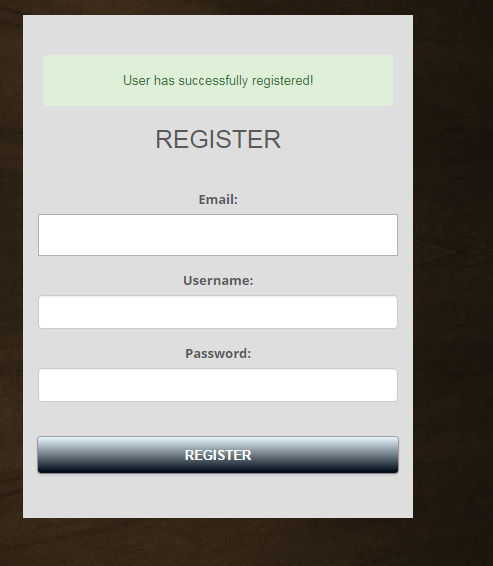 User has successfully registered!
REGISTER
Email:
Username:
Password:
REGISTER